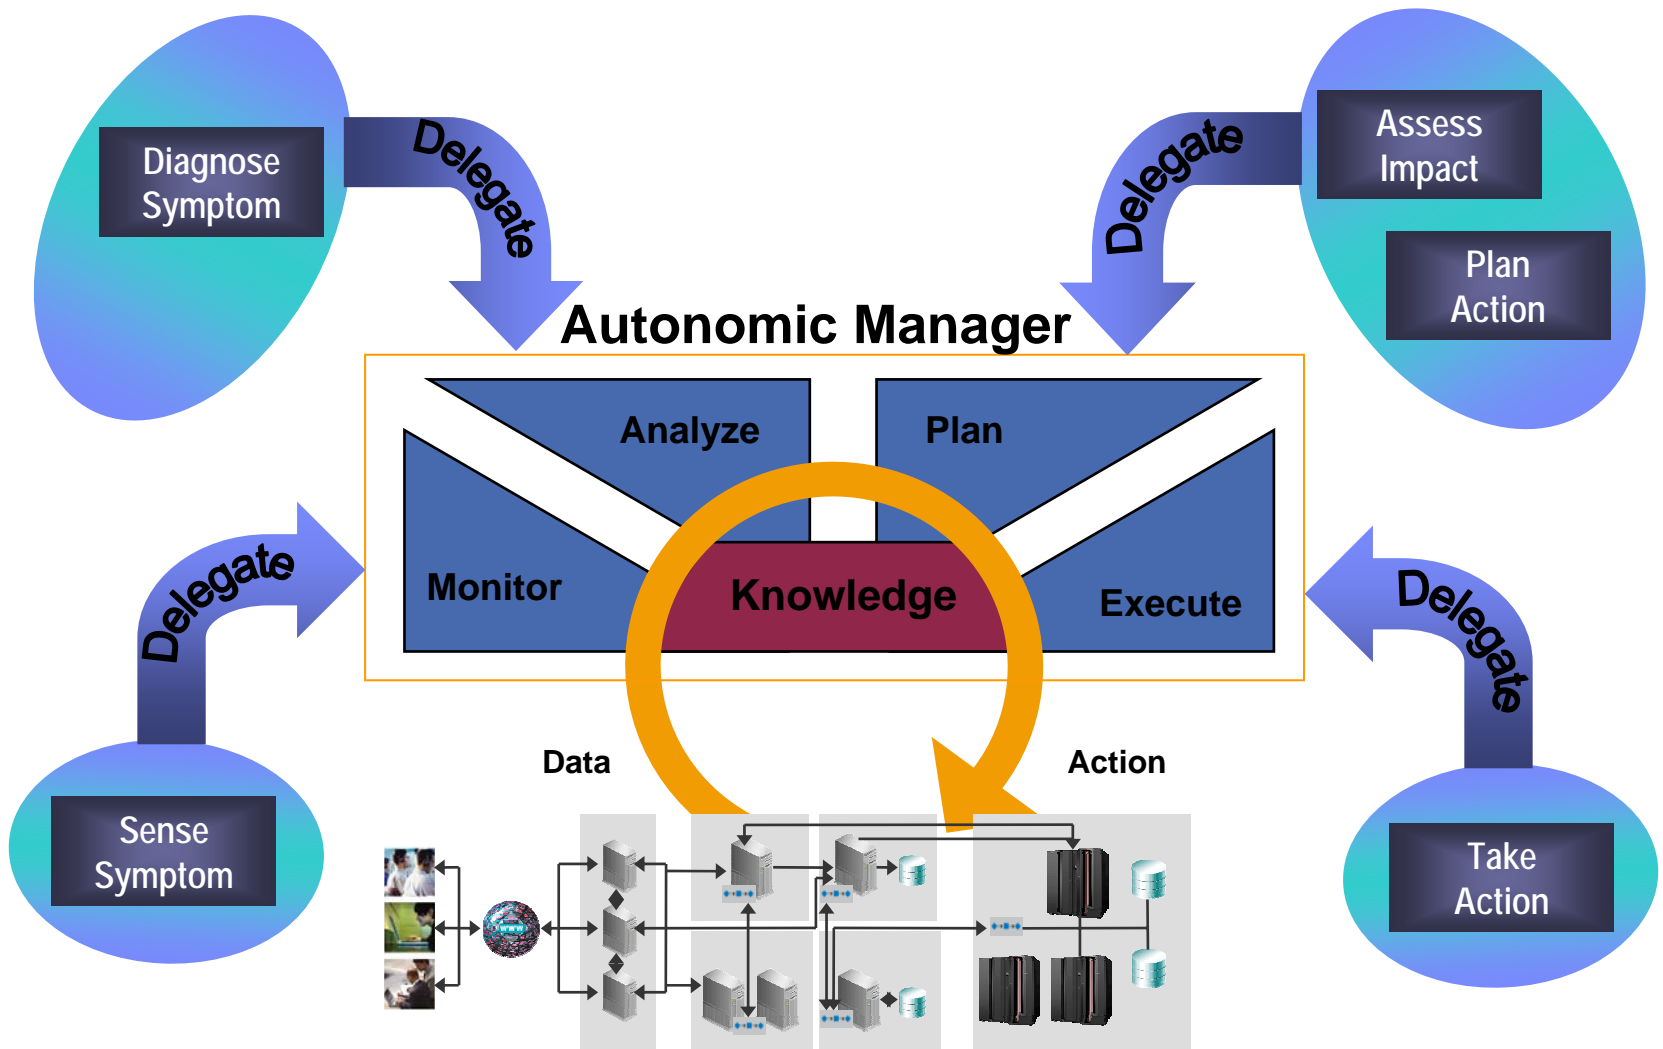 Diagnose
Symptom
Delegate
Delegate
Assess
Impact
Plan
Action
Autonomic Manager
Analyze
Plan
Monitor
Knowledge
Execute
Delegate
Delegate
Data
Action
Sense
Symptom
Take
Action
www